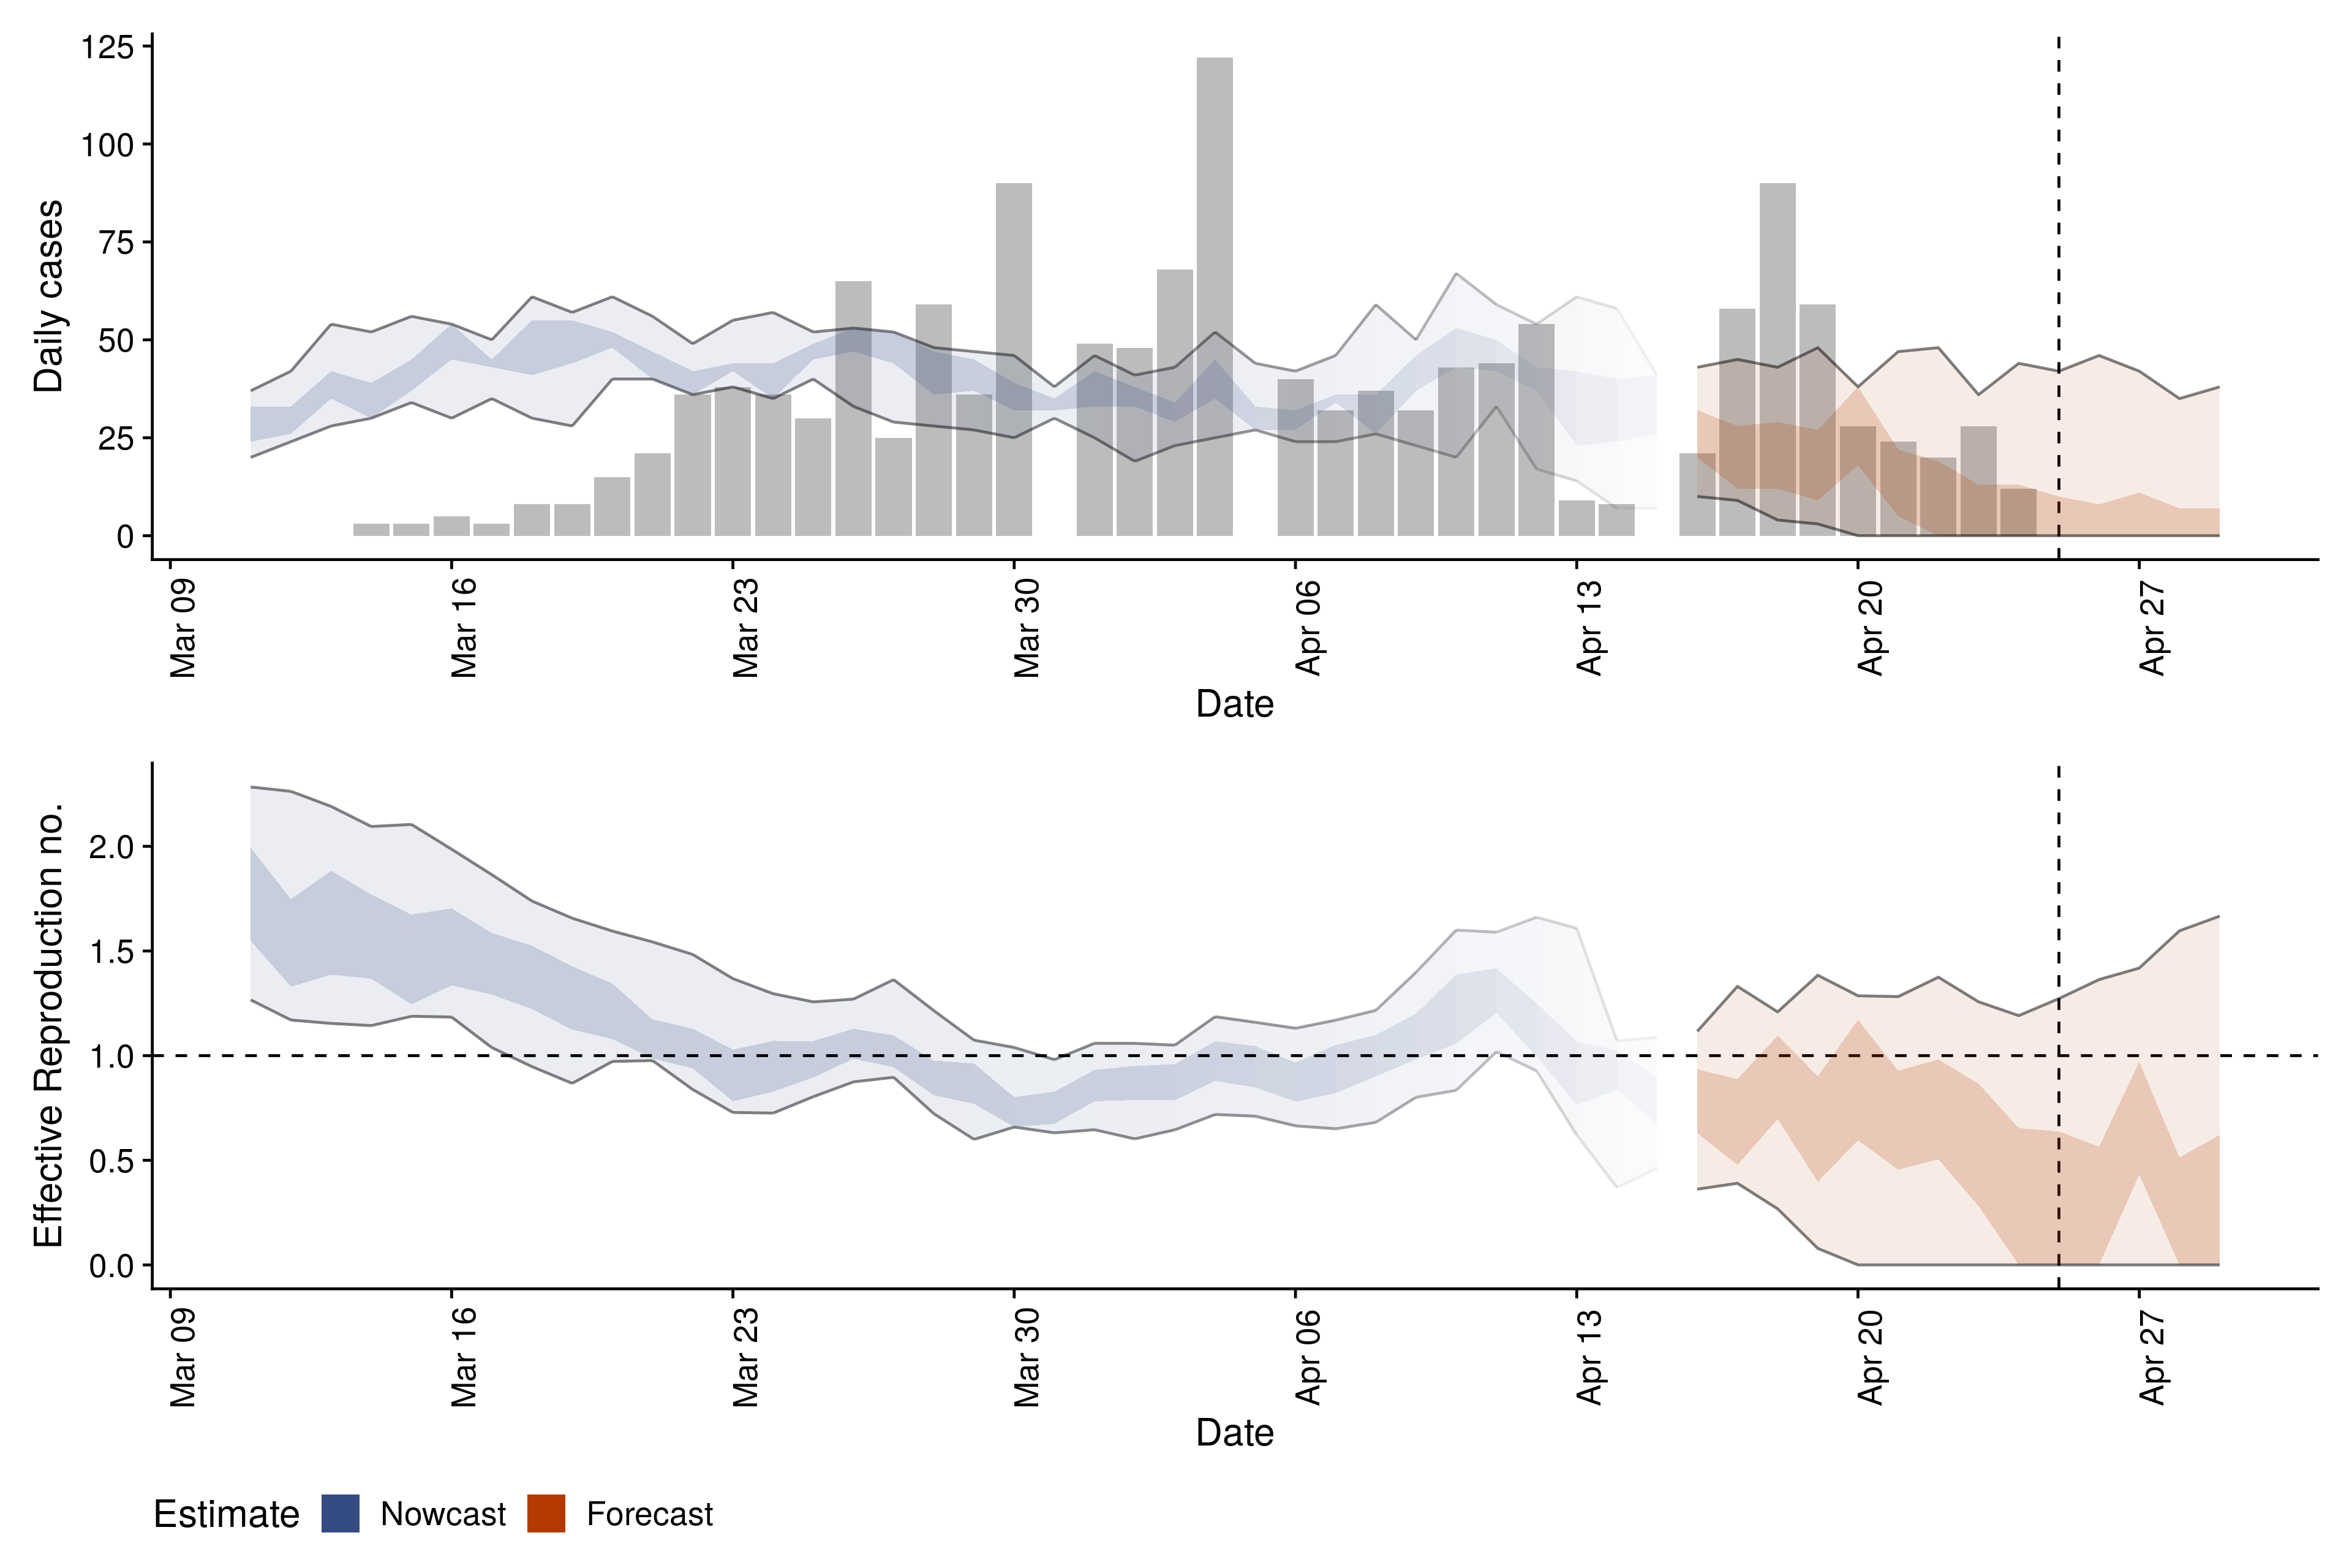 Daily cases
125
100
75
50
25
0
Mar 09
Mar 16
Mar 23
Mar 30
Apr 06
Apr 13
Apr 20
Apr 27
Date
Effective Reproduction no.
2.0
1.5
1.0
0.5
0.0
Mar 09
Mar 16
Mar 23
Mar 30
Apr 06
Apr 13
Apr 20
Apr 27
Date
Estimate Nowcast Forecast